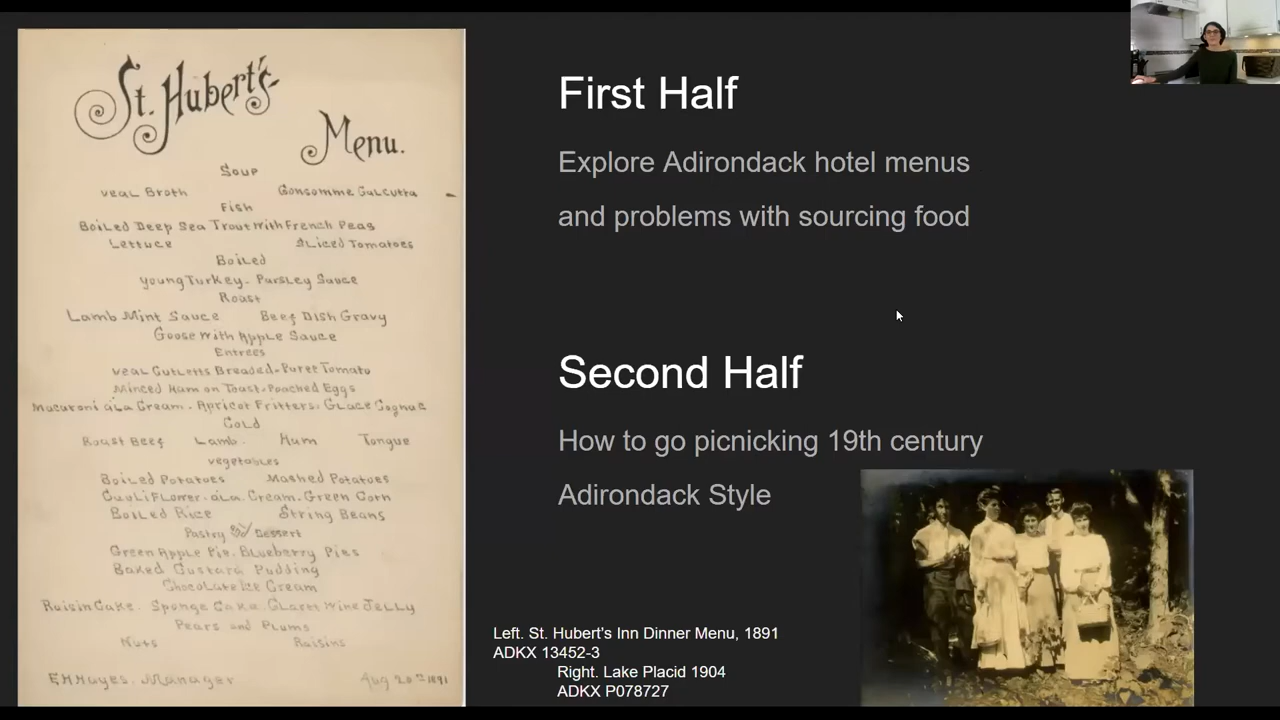 St. Hubert's
Menu.
Soup
Veal Broth Consomme Calcutta
Fish
Boiled Deep Sea Trout with French Peas
Lettuce Sliced Tomatoes
Boiled
Young Turkey - Parsley Sauce
Roast
Lamb Mint Sauce Beef Dish Gravy
Goose with Apple Sauce
Entrees
Veal Cutletts Breaded - Puree Tomato
Minced Ham on Toast - Poached Eggs
Macaroni a La Cream. Apricot Fritters. Glace Cognac
Cold
Roast Beef Lamb. Ham Tongue
Vegetables
Boiled Potatoes Mashed Potatoes
Cauliflower. aLa. Cream. Green Corn
Boiled Rice String Beans
Pastry and Dessert
Green Apple Pie. Blueberry Pies
Baked Custard Pudding
Chocolate Ice Cream
Raisin Cake. Sponge Cake. Claret Wine Jelly
Pears and Plums
Nuts Raisins
EHHayes. Manager Aug 20th 1891
First Half
Explore Adirondack hotel menus
and problems with sourcing food
Second Half
How to go picnicking 19th century
Adirondack Style
Left. St. Hubert's Inn Dinner Menu, 1891
ADKX 13452-3
Right. Lake Placid 1904
ADKX P078727